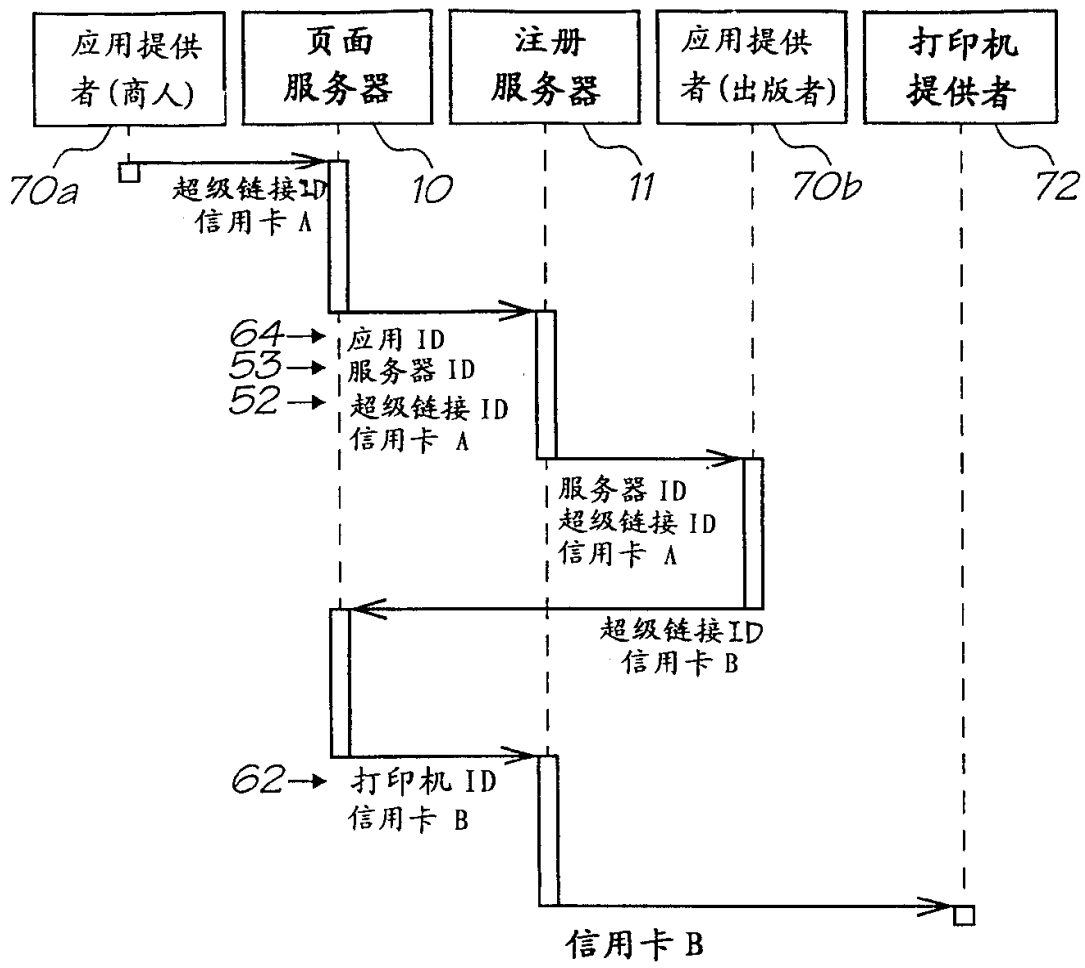 应用提供
者(商人)
页面
服务器
注册
服务器
应用提供
者(出版者)
打印机
提供者
70a
10
11
70b
72
超级链接ID
信用卡 A
64
应用 ID
53
服务器 ID
52
超级链接 ID
信用卡 A
服务器 ID
超级链接 ID
信用卡 A
超级链接ID
信用卡 B
62
打印机 ID
信用卡 B
信用卡 B